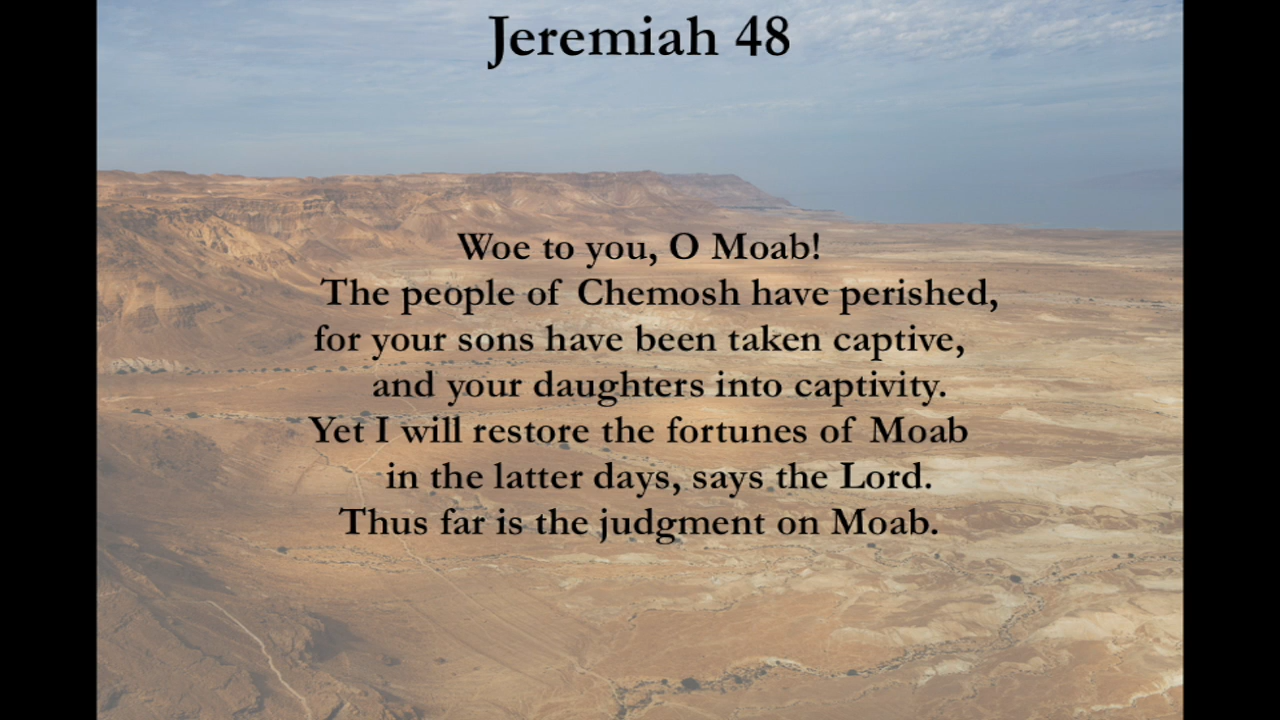 Jeremiah 48
Woe to you, O Moab!
The people of Chemosh have perished,
for your sons have been taken captive,
and your daughters into captivity.
Yet I will restore the fortunes of Moab
in the latter days, says the Lord.
Thus far is the judgment on Moab.